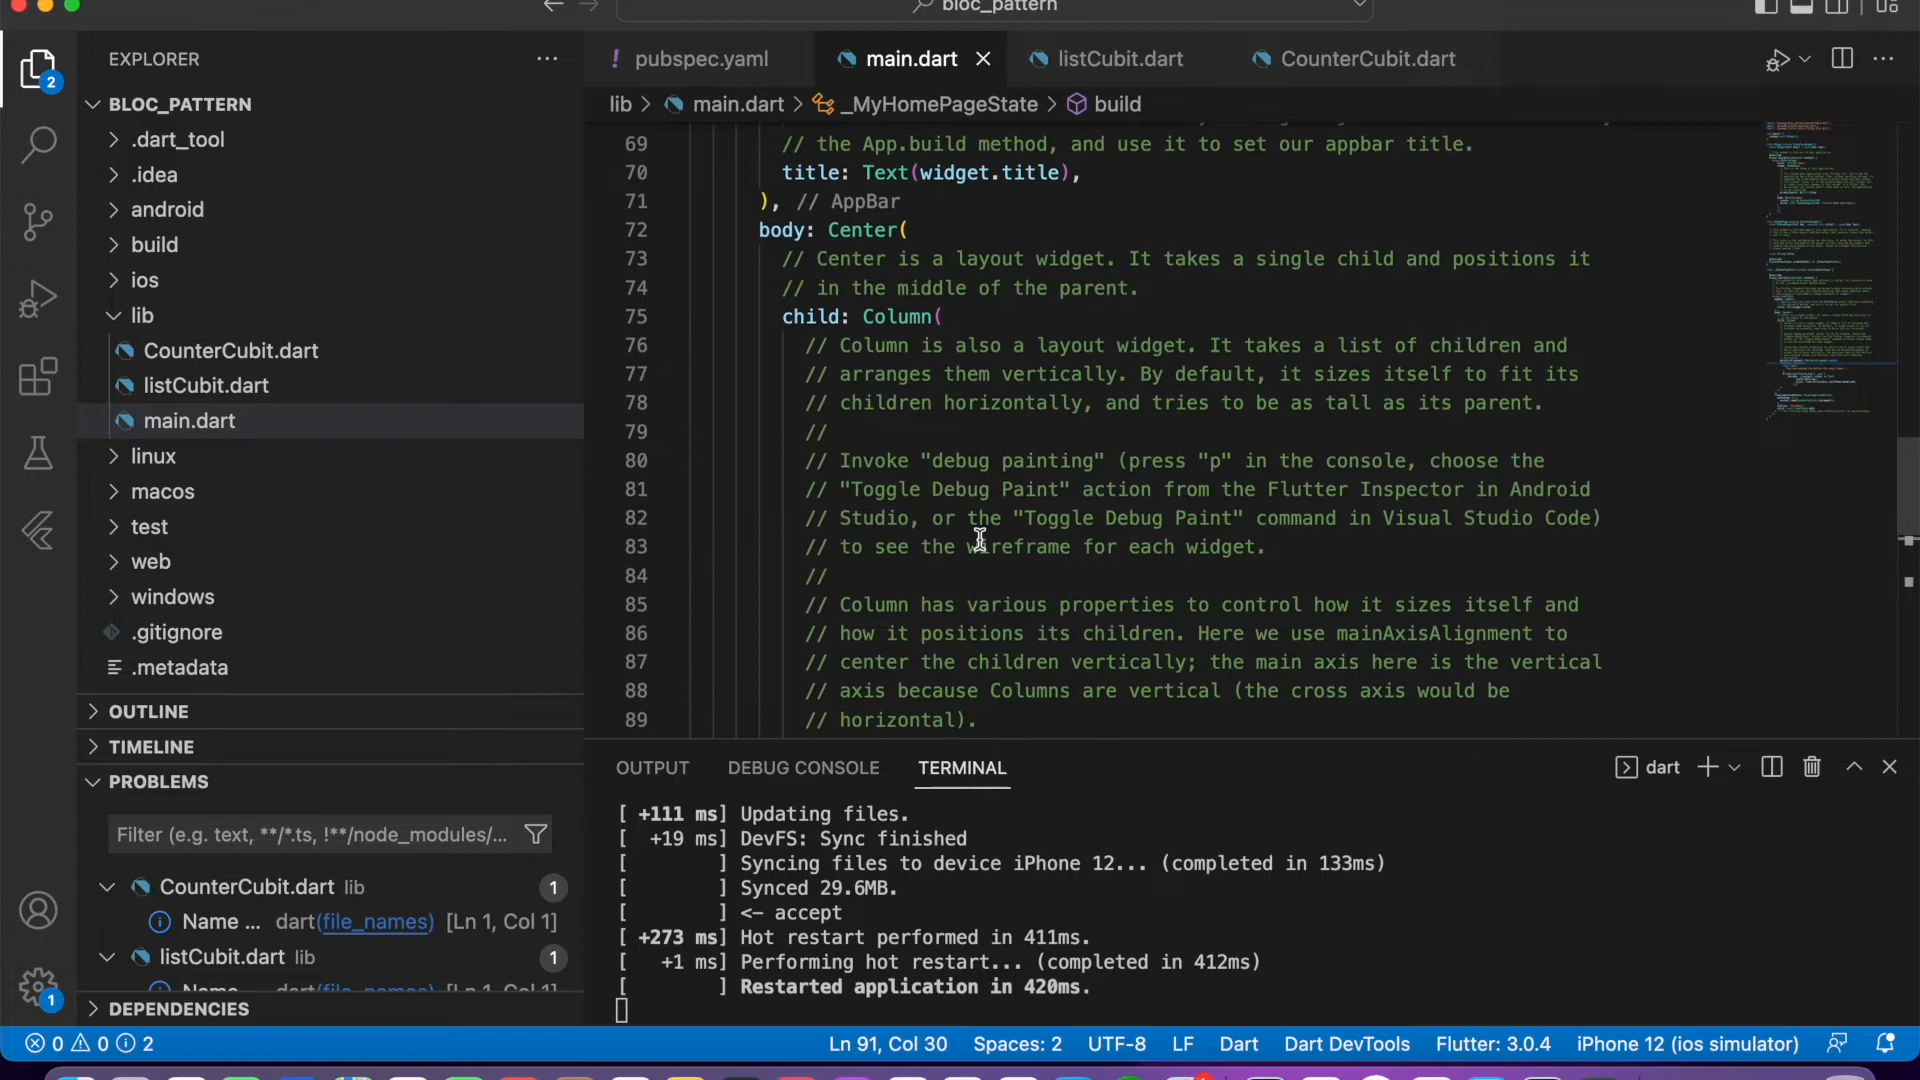 bloc_pattern
EXPLORER
2
BLOC_PATTERN
.dart_tool
.idea
android
build
ios
lib
CounterCubit.dart
listCubit.dart
main.dart
linux
macos
test
web
windows
.gitignore
.metadata
OUTLINE
TIMELINE
PROBLEMS
Filter (e.g. text, **/*.ts, !**/node_modules/...
CounterCubit.dart lib 1
Name ... dart(file_names) [Ln 1, Col 1]
listCubit.dart lib 1
Name ... dart(file_names) [Ln 1, Col 1]
DEPENDENCIES
1
! pubspec.yaml
main.dart
listCubit.dart
CounterCubit.dart
lib > main.dart > _MyHomePageState > build
69 // the App.build method, and use it to set our appbar title.
70 title: Text(widget.title),
71 ), // AppBar
72 body: Center(
73 // Center is a layout widget. It takes a single child and positions it
74 // in the middle of the parent.
75 child: Column(
76 // Column is also a layout widget. It takes a list of children and
77 // arranges them vertically. By default, it sizes itself to fit its
78 // children horizontally, and tries to be as tall as its parent.
79 //
80 // Invoke "debug painting" (press "p" in the console, choose the
81 // "Toggle Debug Paint" action from the Flutter Inspector in Android
82 // Studio, or the "Toggle Debug Paint" command in Visual Studio Code)
83 // to see the wireframe for each widget.
84 //
85 // Column has various properties to control how it sizes itself and
86 // how it positions its children. Here we use mainAxisAlignment to
87 // center the children vertically; the main axis here is the vertical
88 // axis because Columns are vertical (the cross axis would be
89 // horizontal).
OUTPUT DEBUG CONSOLE TERMINAL
dart
[ +111 ms] Updating files.
[ +19 ms] DevFS: Sync finished
[ ] Syncing files to device iPhone 12... (completed in 133ms)
[ ] Synced 29.6MB.
[ ] <- accept
[ +273 ms] Hot restart performed in 411ms.
[ +1 ms] Performing hot restart... (completed in 412ms)
[ ] Restarted application in 420ms.
0 0 2
Ln 91, Col 30 Spaces: 2 UTF-8 LF Dart Dart DevTools Flutter: 3.0.4 iPhone 12 (ios simulator)